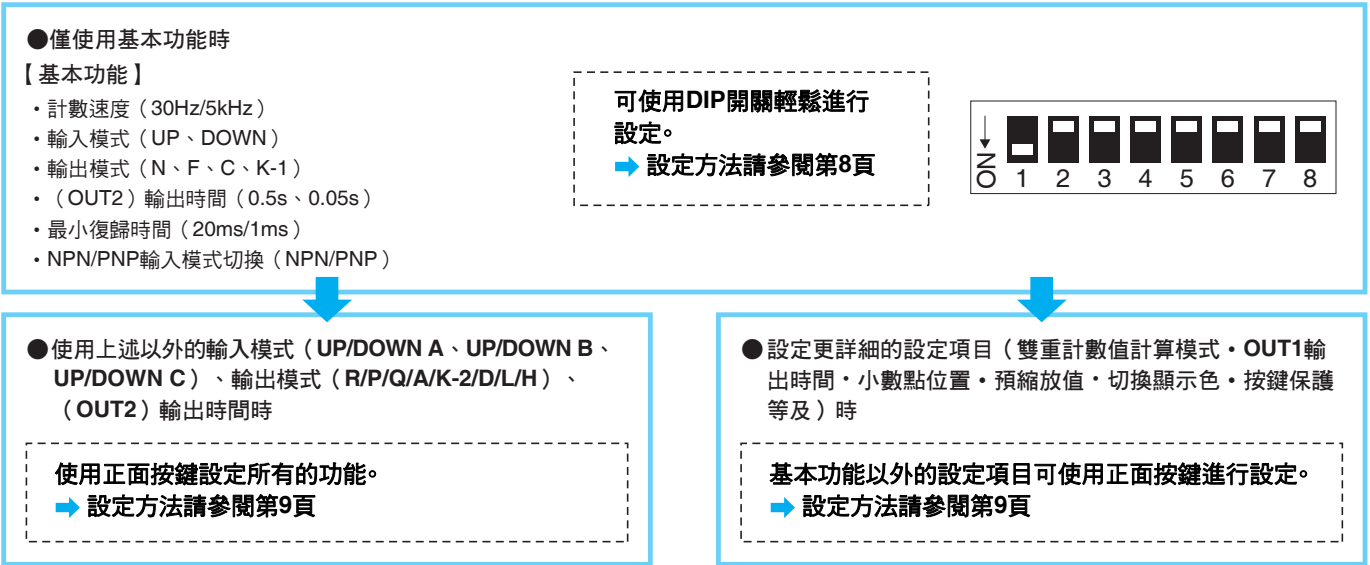 ●僅使用基本功能時
【基本功能】
・計數速度（30Hz/5kHz）
・輸入模式（UP、DOWN）
・輸出模式（N、F、C、K-1）
・（OUT2）輸出時間（0.5s、0.05s）
・最小復歸時間（20ms/1ms）
・NPN/PNP輸入模式切換（NPN/PNP）
可使用DIP開關輕鬆進行
設定。
➡ 設定方法請參閱第8頁
ON
1 2 3 4 5 6 7 8
●使用上述以外的輸入模式（UP/DOWN A、UP/DOWN B、
UP/DOWN C）、輸出模式（R/P/Q/A/K-2/D/L/H）、
（OUT2）輸出時間時
使用正面按鍵設定所有的功能。
➡ 設定方法請參閱第9頁
●設定更詳細的設定項目（雙重計數值計算模式・OUT1輸
出時間・小數點位置・預縮放值・切換顯示色・按鍵保護
等及）時
基本功能以外的設定項目可使用正面按鍵進行設定。
➡ 設定方法請參閱第9頁